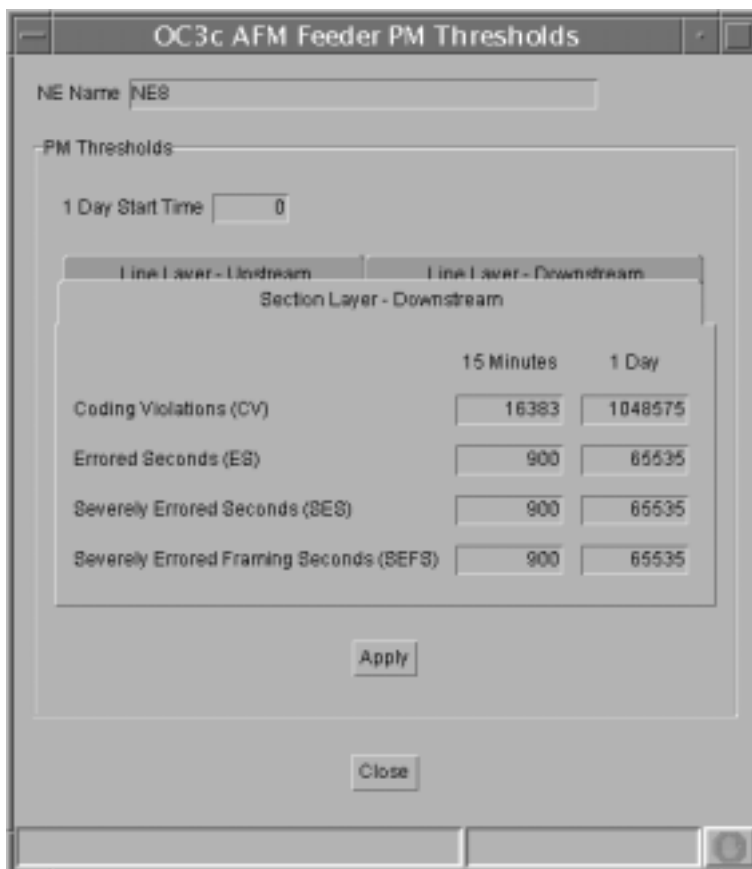 OC3c AFM Feeder PM Thresholds
NE Name NE8
PM Thresholds
1 Day Start Time 0
Line Layer - Upstream Line Layer - Downstream
Section Layer - Downstream
15 Minutes 1 Day
Coding Violations (CV) 16383 1048575
Errored Seconds (ES) 900 65535
Severely Errored Seconds (SES) 900 65535
Severely Errored Framing Seconds (SEFS) 900 65535
Apply
Close